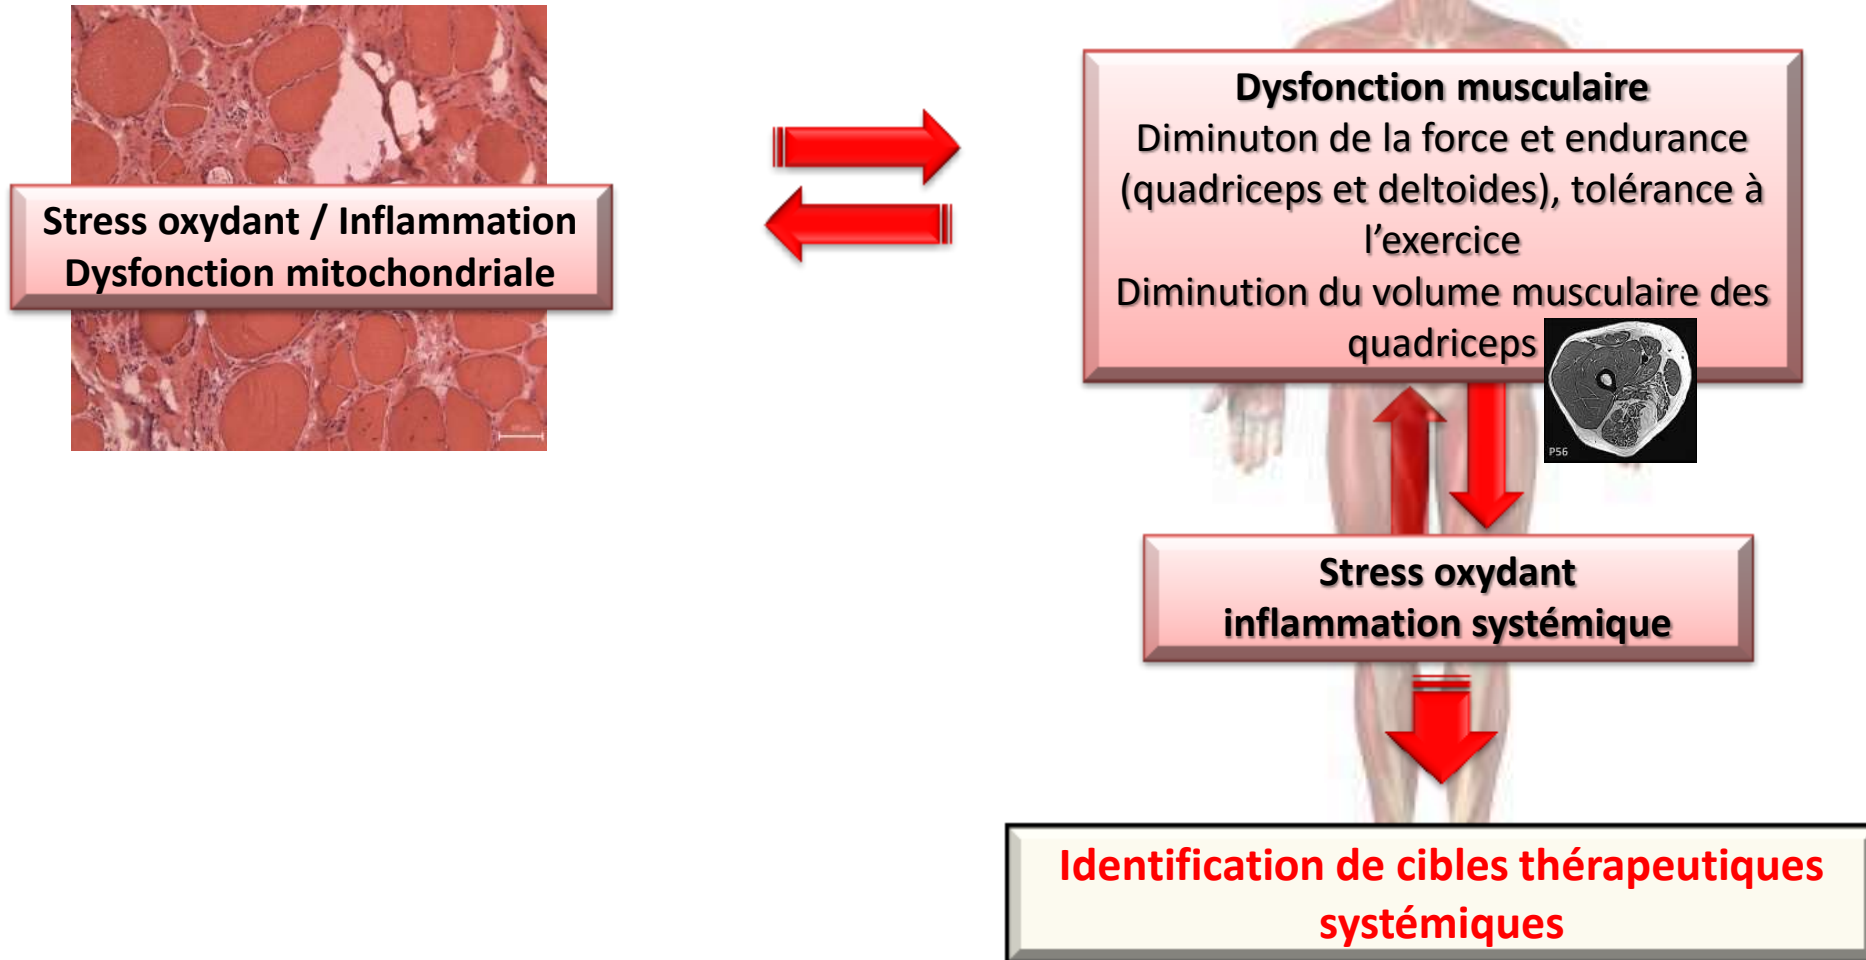 Stress oxydant / Inflammation
Dysfonction mitochondriale
Dysfonction musculaire
Diminuton de la force et endurance
(quadriceps et deltoides), tolérance à
l’exercice
Diminution du volume musculaire des
quadriceps
P56
Stress oxydant
inflammation systémique
Identification de cibles thérapeutiques
systémiques